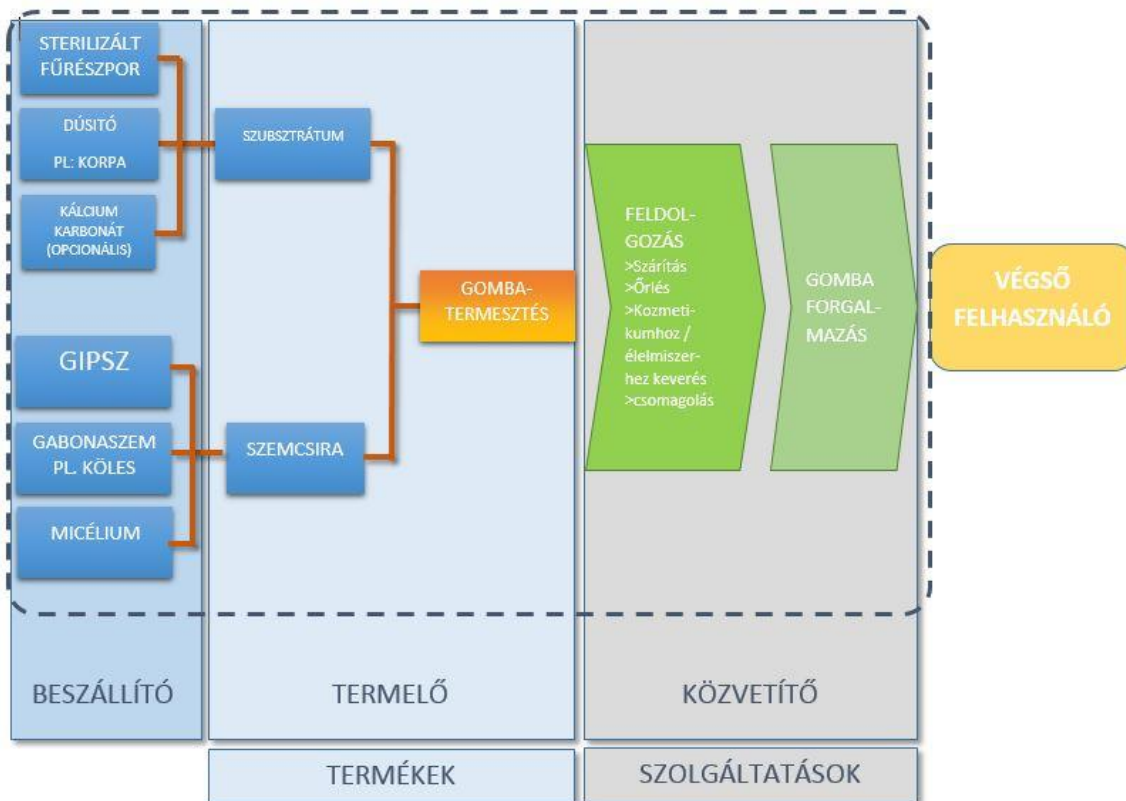 STERILIZÁLT
FŰRÉSZPOR
DÚSITÓ
PL: KORPA
KÁLCIUM
KARBONÁT
(OPCIONÁLIS)
GIPSZ
GABONASZEM
PL. KÖLES
MICÉLIUM
SZUBSZTRÁTUM
SZEMCSIRA
GOMBA-
TERMESZTÉS
FELDOL-
GOZÁS
>Szárítás
>Őrlés
>Kozmeti-
kumhoz /
élelmiszer-
hez keverés
>csomagolás
GOMBA
FORGAL-
MAZÁS
VÉGSŐ
FELHASZNÁLÓ
BESZÁLLÍTÓ
TERMELŐ
KÖZVETÍTŐ
TERMÉKEK
SZOLGÁLTATÁSOK